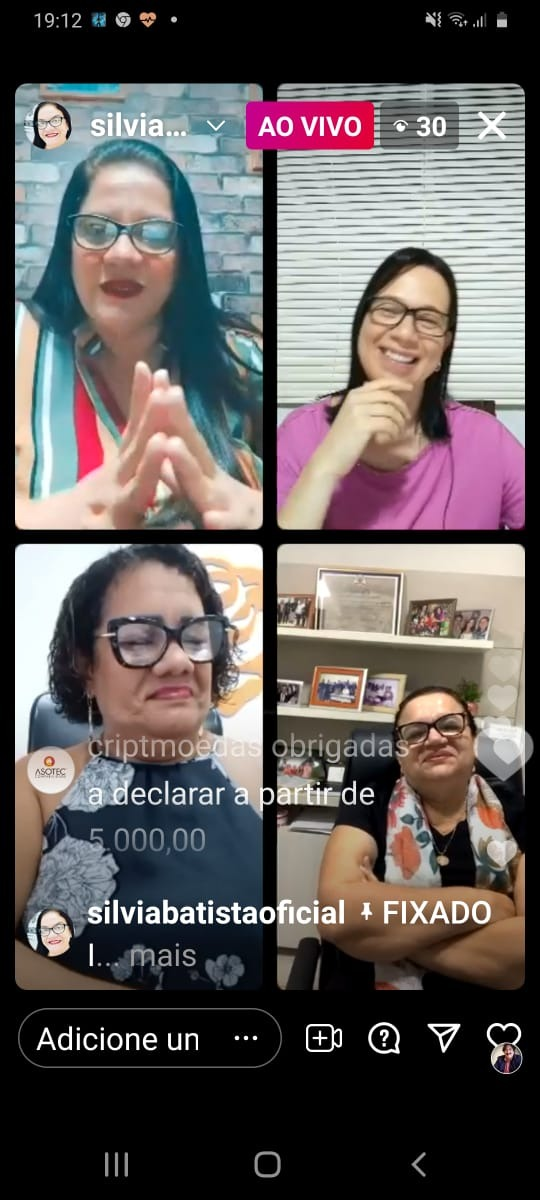 19:12
silvia...
AO VIVO
30
criptmoedas obrigadas
ASOTEC
a declarar a partir de
5.000,00
silviabatistaoficial FIXADO
l... mais
Adicione un ...